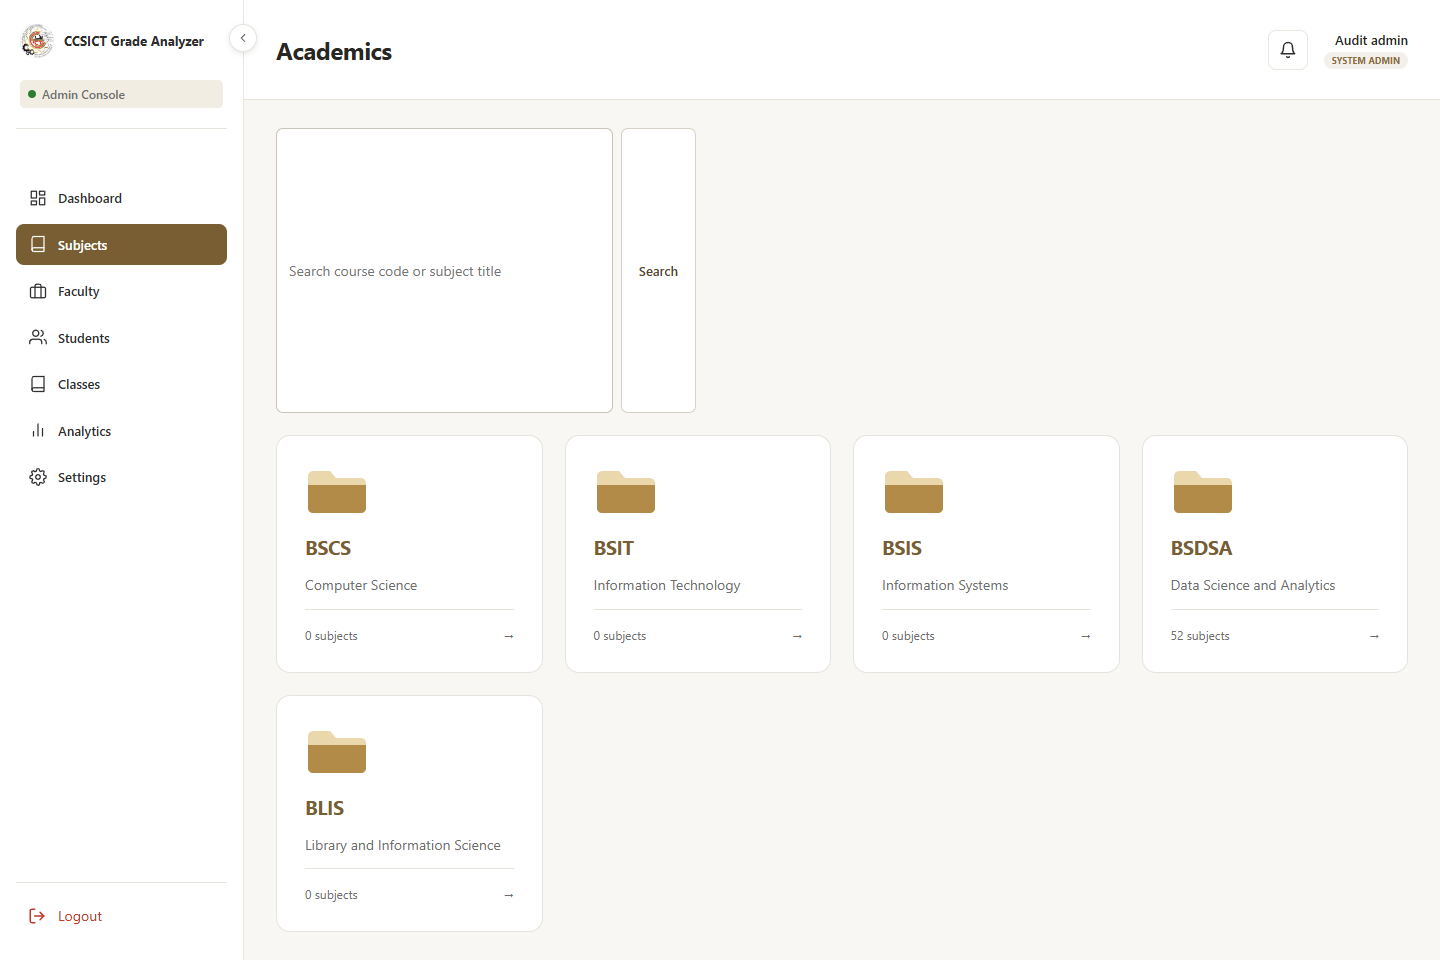 CCSICT Grade Analyzer
Admin Console
Dashboard
Subjects
Faculty
Students
Classes
Analytics
Settings
Logout
Academics
Audit admin
SYSTEM ADMIN
Search course code or subject title
Search
BSCS
Computer Science
0 subjects →
BSIT
Information Technology
0 subjects →
BSIS
Information Systems
0 subjects →
BSDSA
Data Science and Analytics
52 subjects →
BLIS
Library and Information Science
0 subjects →